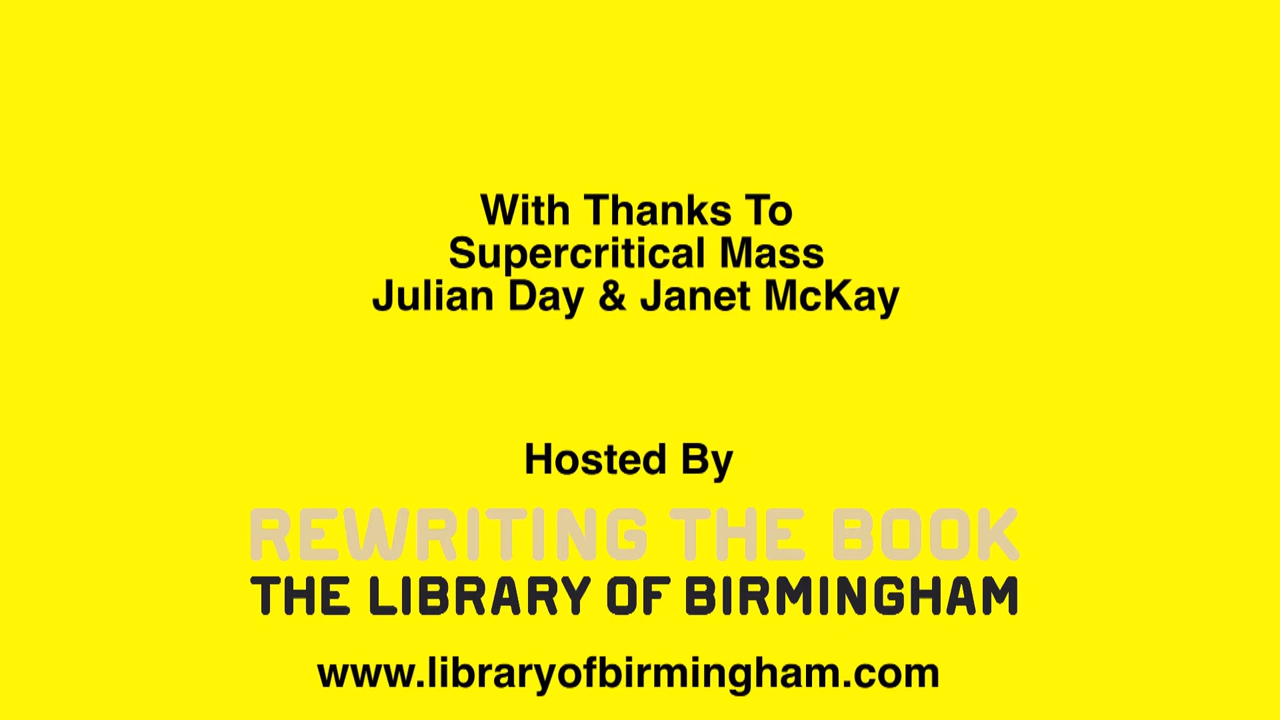 With Thanks To
Supercritical Mass
Julian Day & Janet McKay
Hosted By
REWRITING THE BOOK
THE LIBRARY OF BIRMINGHAM
www.libraryofbirmingham.com